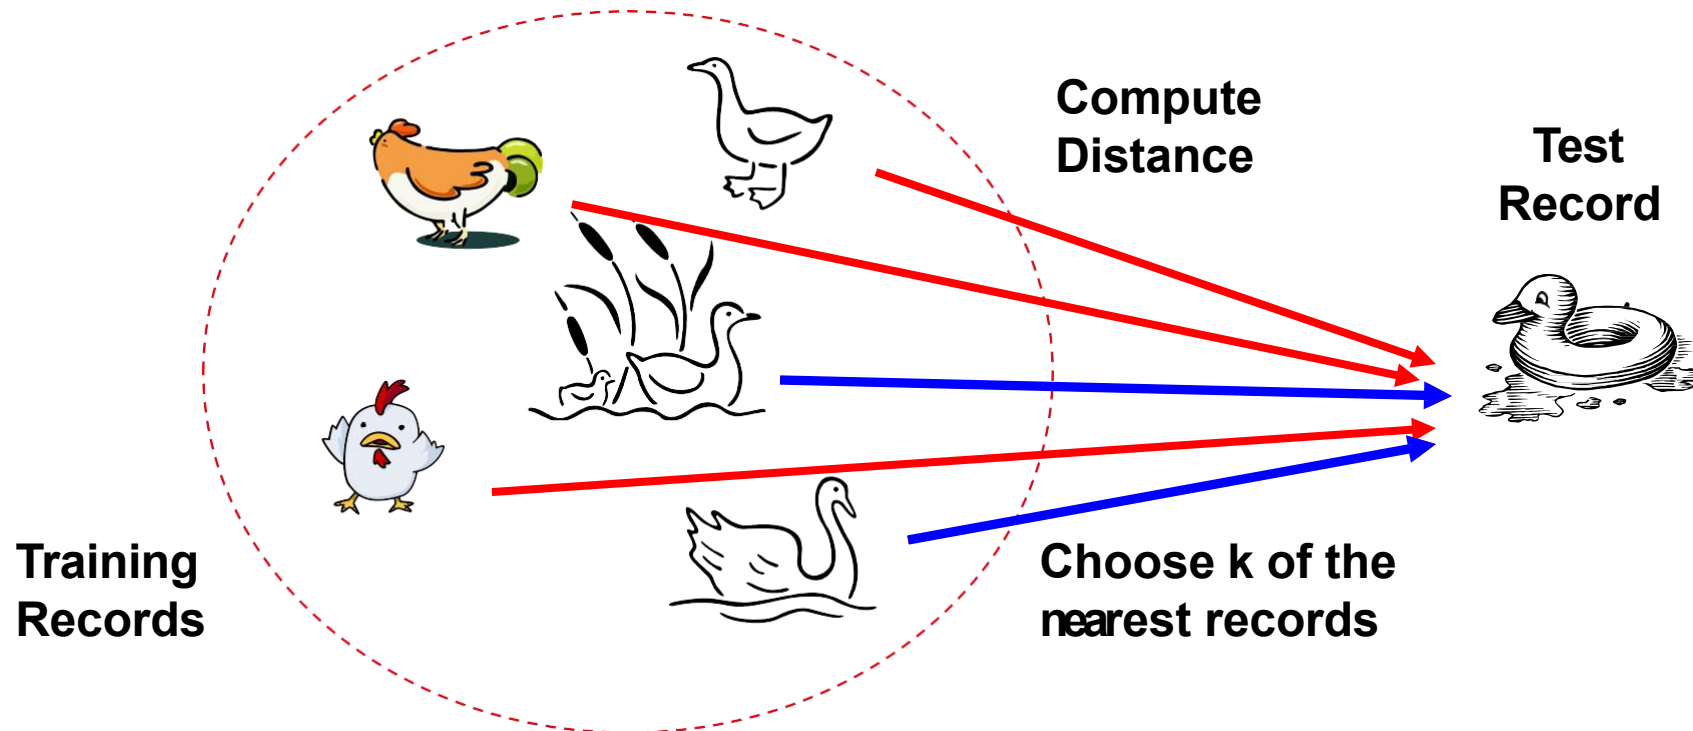 Compute
Distance
Test
Record
Training
Records
Choose k of the
nearest records